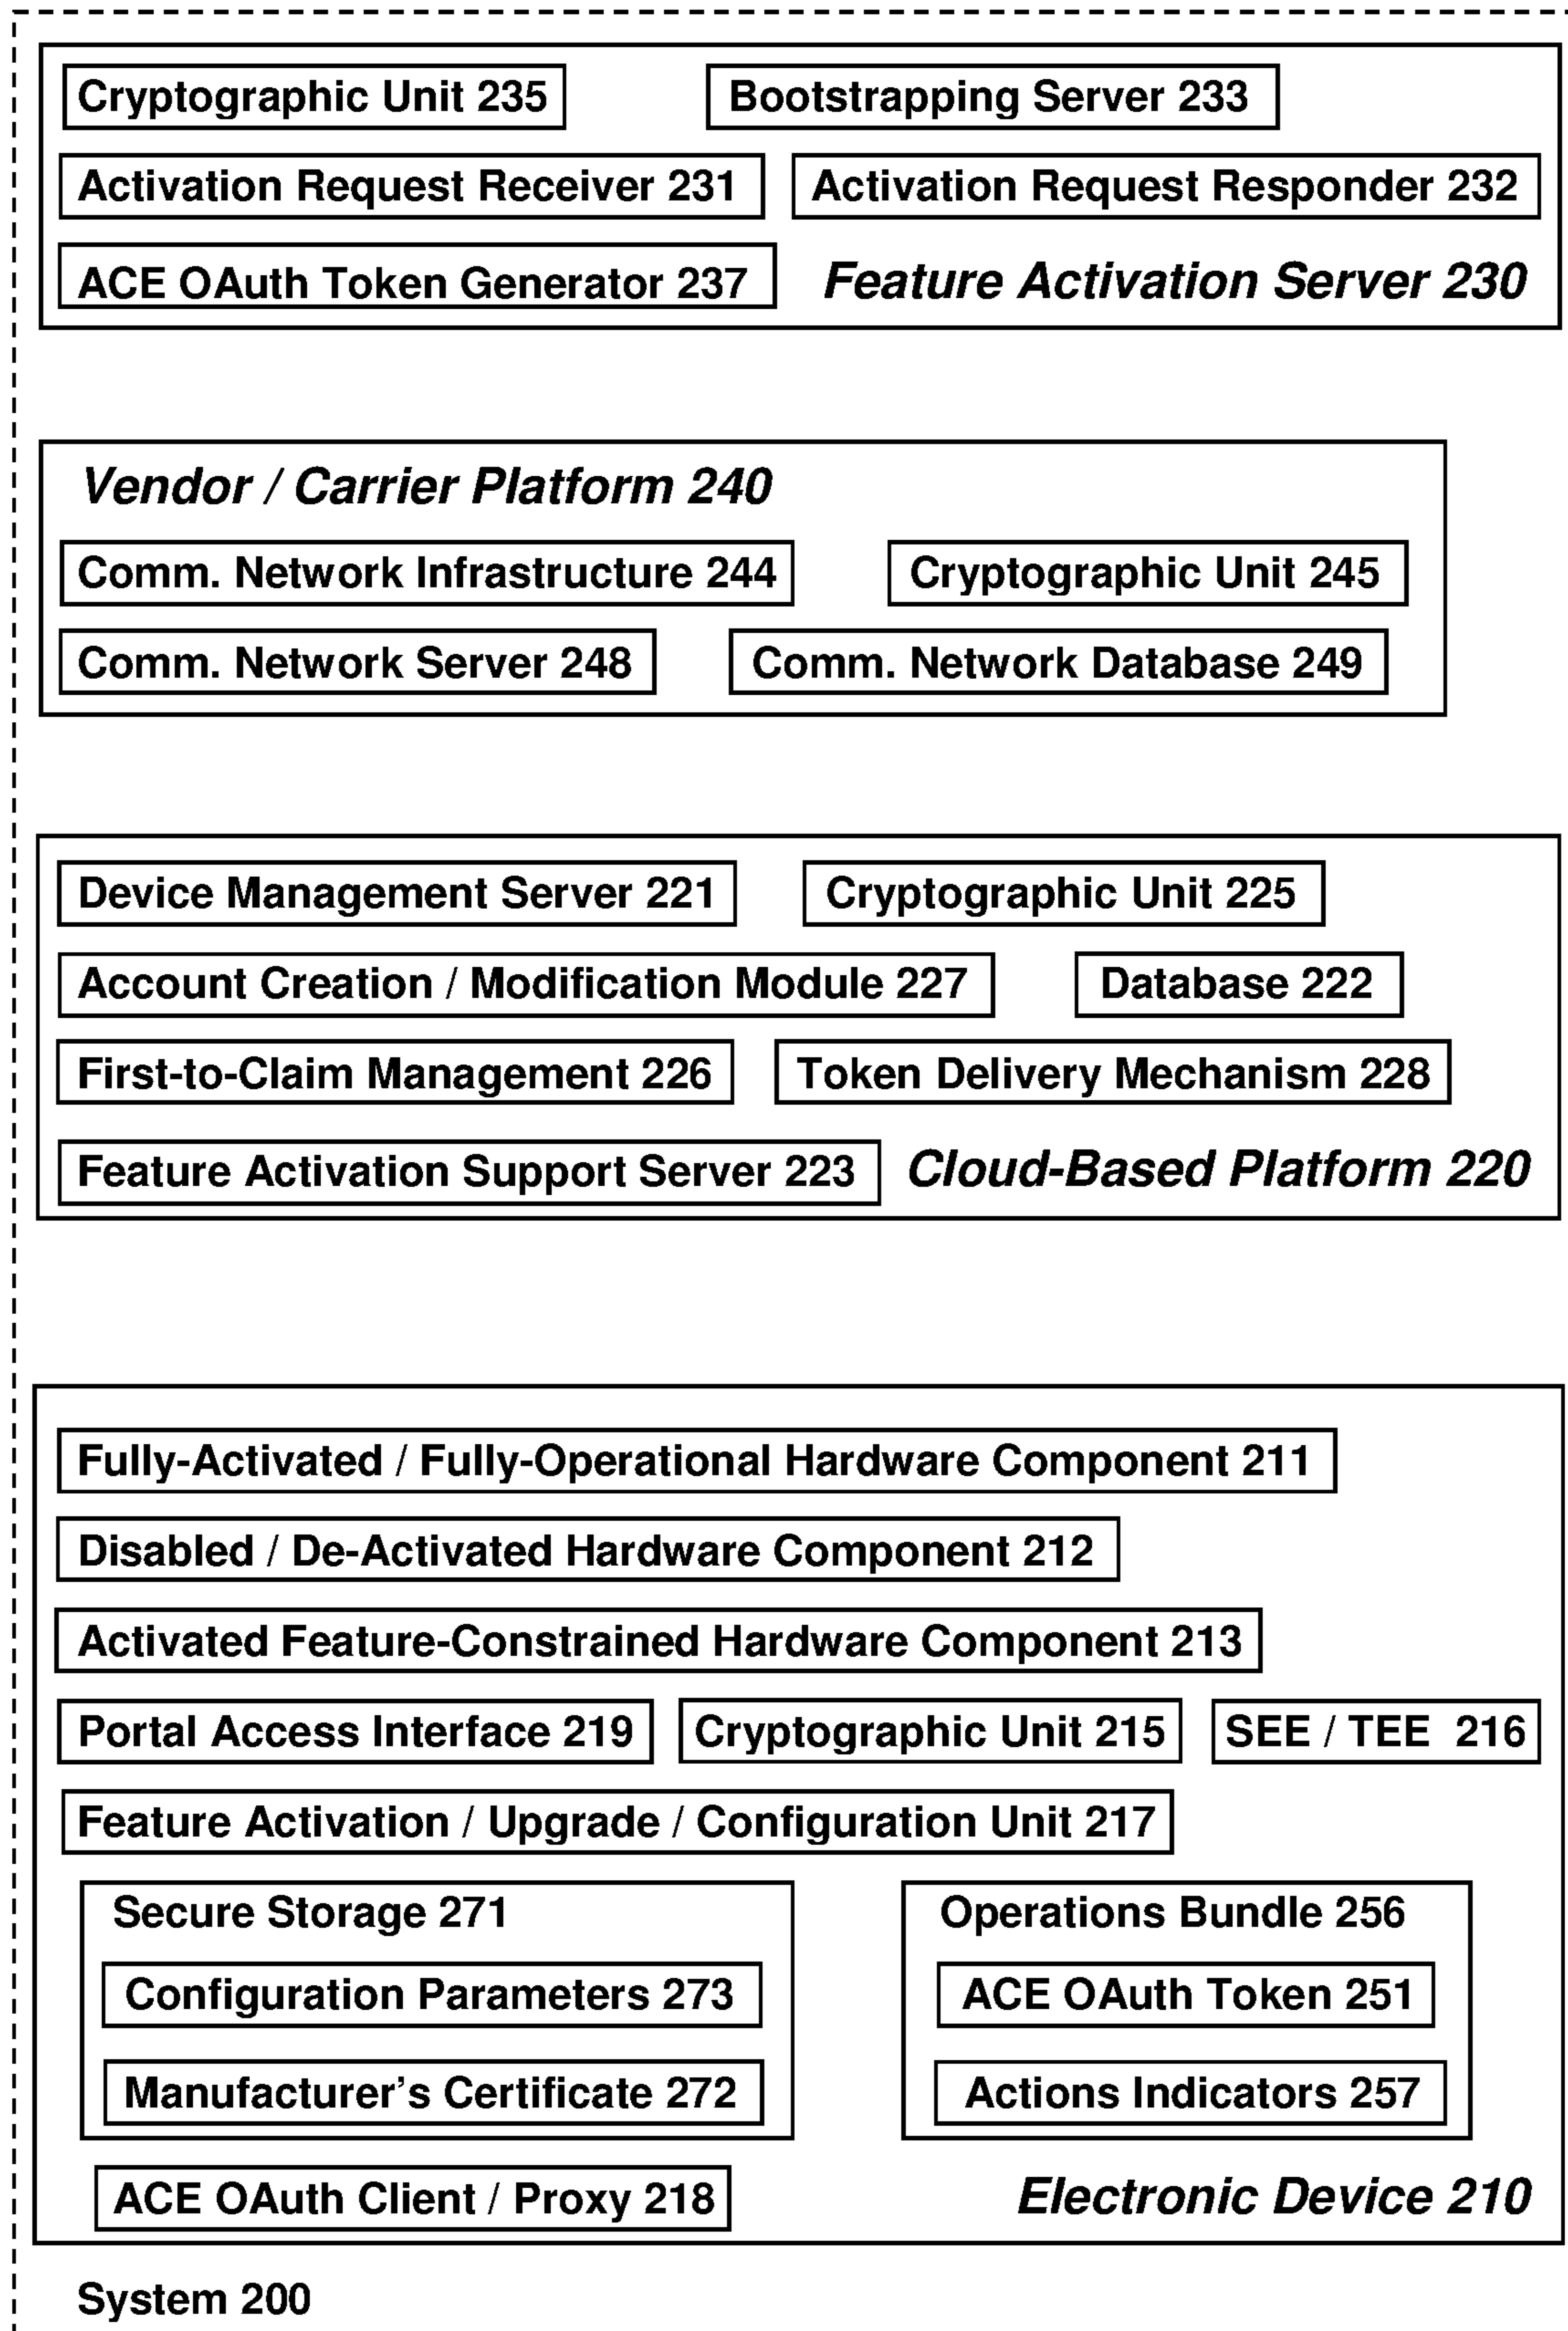 Cryptographic Unit 235 Bootstrapping Server 233
Activation Request Receiver 231 Activation Request Responder 232
ACE OAuth Token Generator 237 Feature Activation Server 230
Vendor / Carrier Platform 240
Comm. Network Infrastructure 244 Cryptographic Unit 245
Comm. Network Server 248 Comm. Network Database 249
Device Management Server 221 Cryptographic Unit 225
Account Creation / Modification Module 227 Database 222
First-to-Claim Management 226 Token Delivery Mechanism 228
Feature Activation Support Server 223 Cloud-Based Platform 220
Fully-Activated / Fully-Operational Hardware Component 211
Disabled / De-Activated Hardware Component 212
Activated Feature-Constrained Hardware Component 213
Portal Access Interface 219 Cryptographic Unit 215 SEE / TEE 216
Feature Activation / Upgrade / Configuration Unit 217
Secure Storage 271 Operations Bundle 256
Configuration Parameters 273 ACE OAuth Token 251
Manufacturer's Certificate 272 Actions Indicators 257
ACE OAuth Client / Proxy 218 Electronic Device 210
System 200